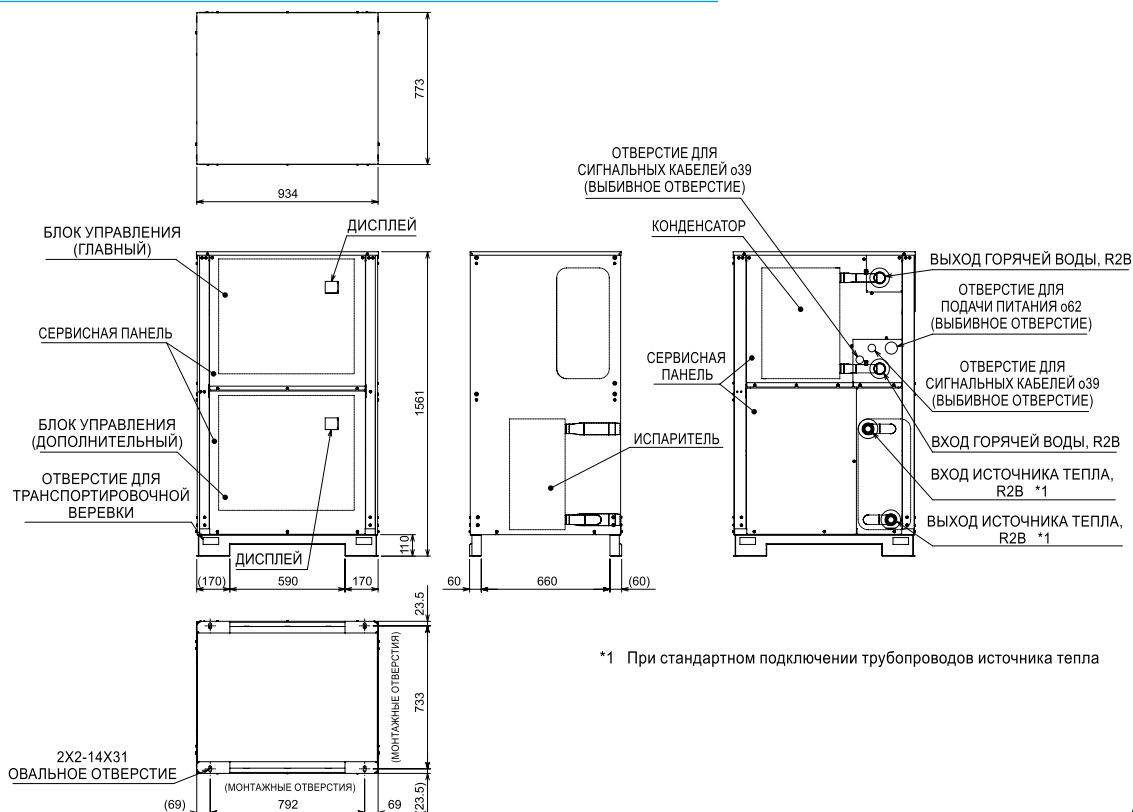 773
934
ОТВЕРСТИЕ ДЛЯ
СИГНАЛЬНЫХ КАБЕЛЕЙ o39
(ВЫБИВНОЕ ОТВЕРСТИЕ)
КОНДЕНСАТОР
БЛОК УПРАВЛЕНИЯ
(ГЛАВНЫЙ)
ДИСПЛЕЙ
СЕРВИСНАЯ ПАНЕЛЬ
БЛОК УПРАВЛЕНИЯ
(ДОПОЛНИТЕЛЬНЫЙ)
ОТВЕРСТИЕ ДЛЯ
ТРАНСПОРТИРОВОЧНОЙ
ВЕРЕВКИ
ДИСПЛЕЙ
1561
110
(170)
590
170
ИСПАРИТЕЛЬ
60
660
(60)
СЕРВИСНАЯ
ПАНЕЛЬ
ВЫХОД ГОРЯЧЕЙ ВОДЫ, R2B
ОТВЕРСТИЕ ДЛЯ
ПОДАЧИ ПИТАНИЯ o62
(ВЫБИВНОЕ ОТВЕРСТИЕ)
ОТВЕРСТИЕ ДЛЯ
СИГНАЛЬНЫХ КАБЕЛЕЙ o39
(ВЫБИВНОЕ ОТВЕРСТИЕ)
ВХОД ГОРЯЧЕЙ ВОДЫ, R2B
ВХОД ИСТОЧНИКА ТЕПЛА,
R2B *1
ВЫХОД ИСТОЧНИКА ТЕПЛА,
R2B *1
23.5
(МОНТАЖНЫЕ ОТВЕРСТИЯ)
733
(23.5)
2X2-14X31
ОВАЛЬНОЕ ОТВЕРСТИЕ
(МОНТАЖНЫЕ ОТВЕРСТИЯ)
(69)
792
69
*1 При стандартном подключении трубопроводов источника тепла